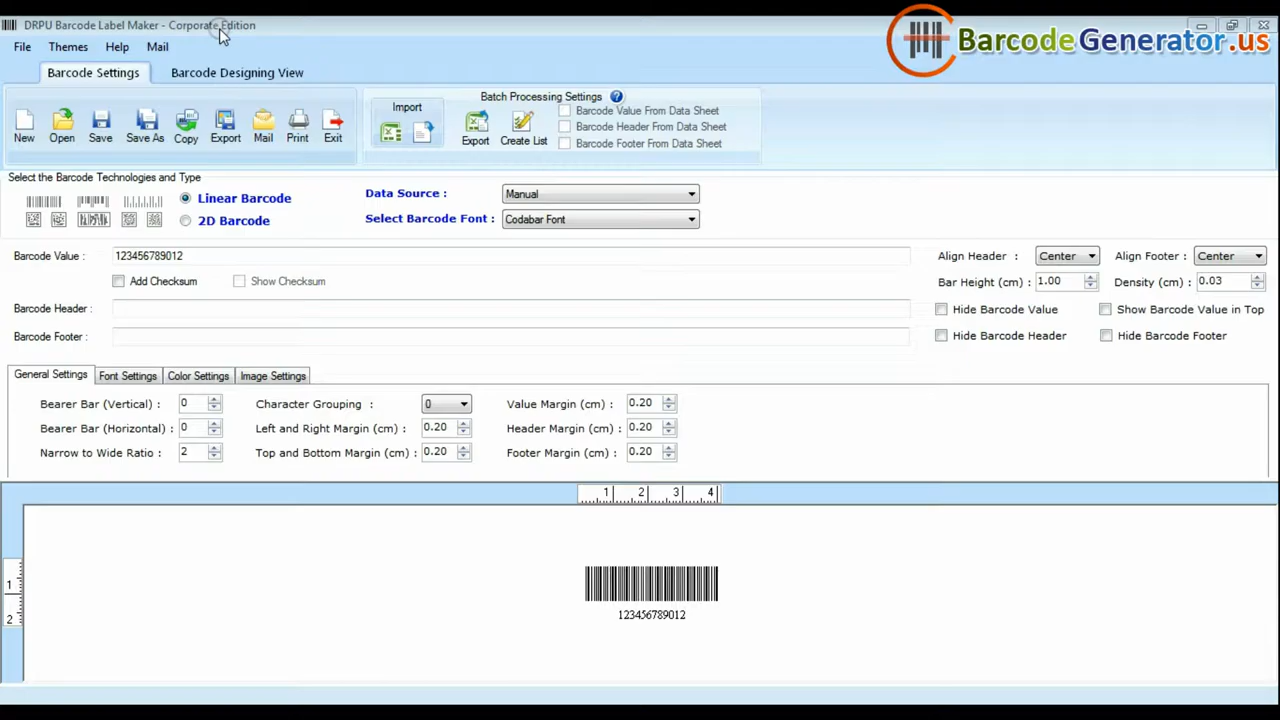 DRPU Barcode Label Maker - Corporate Edition
BarcodeGenerator.us
File Themes Help Mail
Barcode Settings Barcode Designing View
Import
Batch Processing Settings ?
Barcode Value From Data Sheet
Barcode Header From Data Sheet
Barcode Footer From Data Sheet
New Open Save Save As Copy Export Mail Print Exit Export Create List
Select the Barcode Technologies and Type
Linear Barcode
2D Barcode
Data Source : Manual
Select Barcode Font : Codabar Font
Barcode Value : 123456789012
Add Checksum Show Checksum
Barcode Header :
Barcode Footer :
Align Header : Center Align Footer : Center
Bar Height (cm) : 1.00 Density (cm) : 0.03
Hide Barcode Value Show Barcode Value in Top
Hide Barcode Header Hide Barcode Footer
General Settings Font Settings Color Settings Image Settings
Bearer Bar (Vertical) : 0 Character Grouping : 0 Value Margin (cm) : 0.20
Bearer Bar (Horizontal) : 0 Left and Right Margin (cm) : 0.20 Header Margin (cm) : 0.20
Narrow to Wide Ratio : 2 Top and Bottom Margin (cm) : 0.20 Footer Margin (cm) : 0.20
1 2 3 4
1
2
123456789012